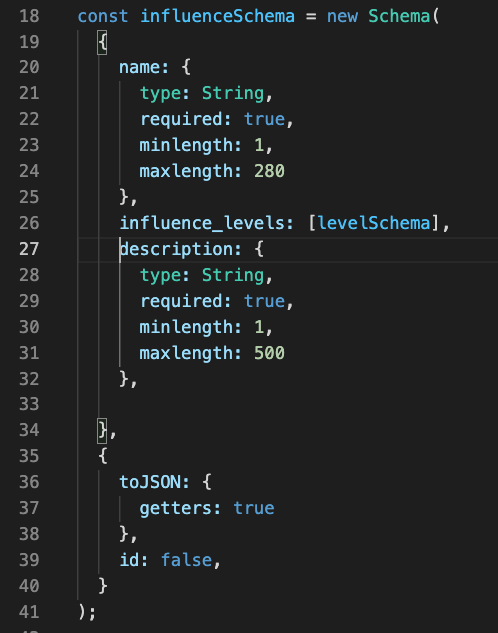 18 const influenceSchema = new Schema(
19 {
20 name: {
21 type: String,
22 required: true,
23 minlength: 1,
24 maxlength: 280
25 },
26 influence_levels: [levelSchema],
27 description: {
28 type: String,
29 required: true,
30 minlength: 1,
31 maxlength: 500
32 },
33
34 },
35 {
36 toJSON: {
37 getters: true
38 },
39 id: false,
40 }
41 );